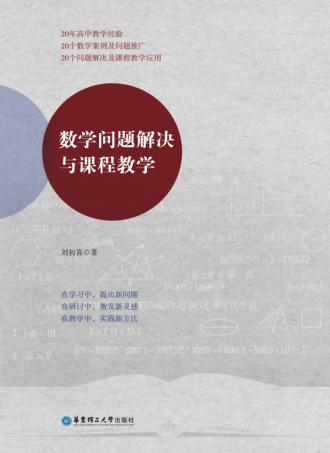 20年高中教学经验
20个数学案例及问题推广
20个问题解决及课程教学应用
数学问题解决
与课程教学
刘初喜◎著
在学习中，提出新问题
在研讨中，激发新灵感
在教学中，实践新方法
华东理工大学出版社